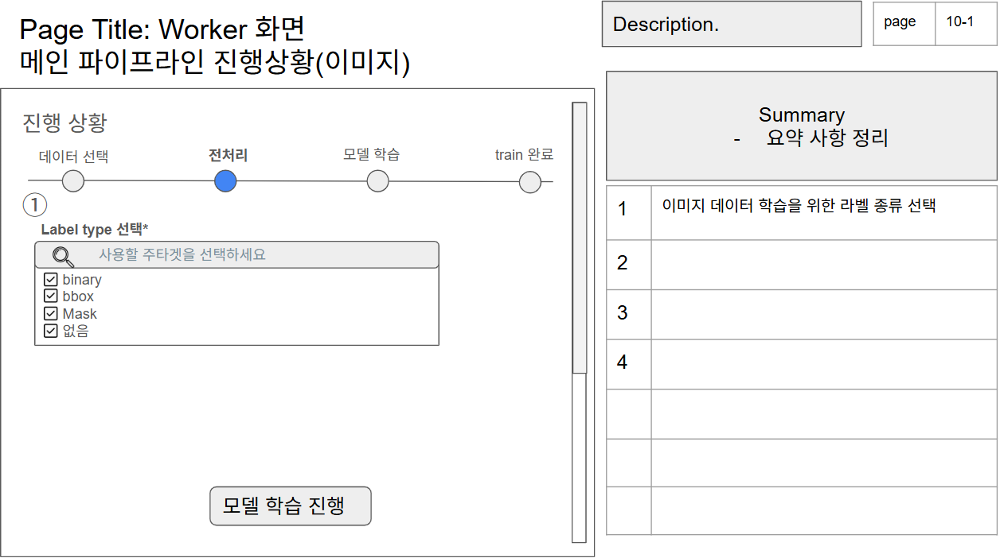 Page Title: Worker 화면
메인 파이프라인 진행상황(이미지)
진행 상황
데이터 선택
전처리
모델 학습
train 완료
1
Label type 선택*
사용할 주타겟을 선택하세요
binary
bbox
Mask
없음
모델 학습 진행
Description.
page
10-1
Summary
- 요약 사항 정리
1
이미지 데이터 학습을 위한 라벨 종류 선택
2
3
4